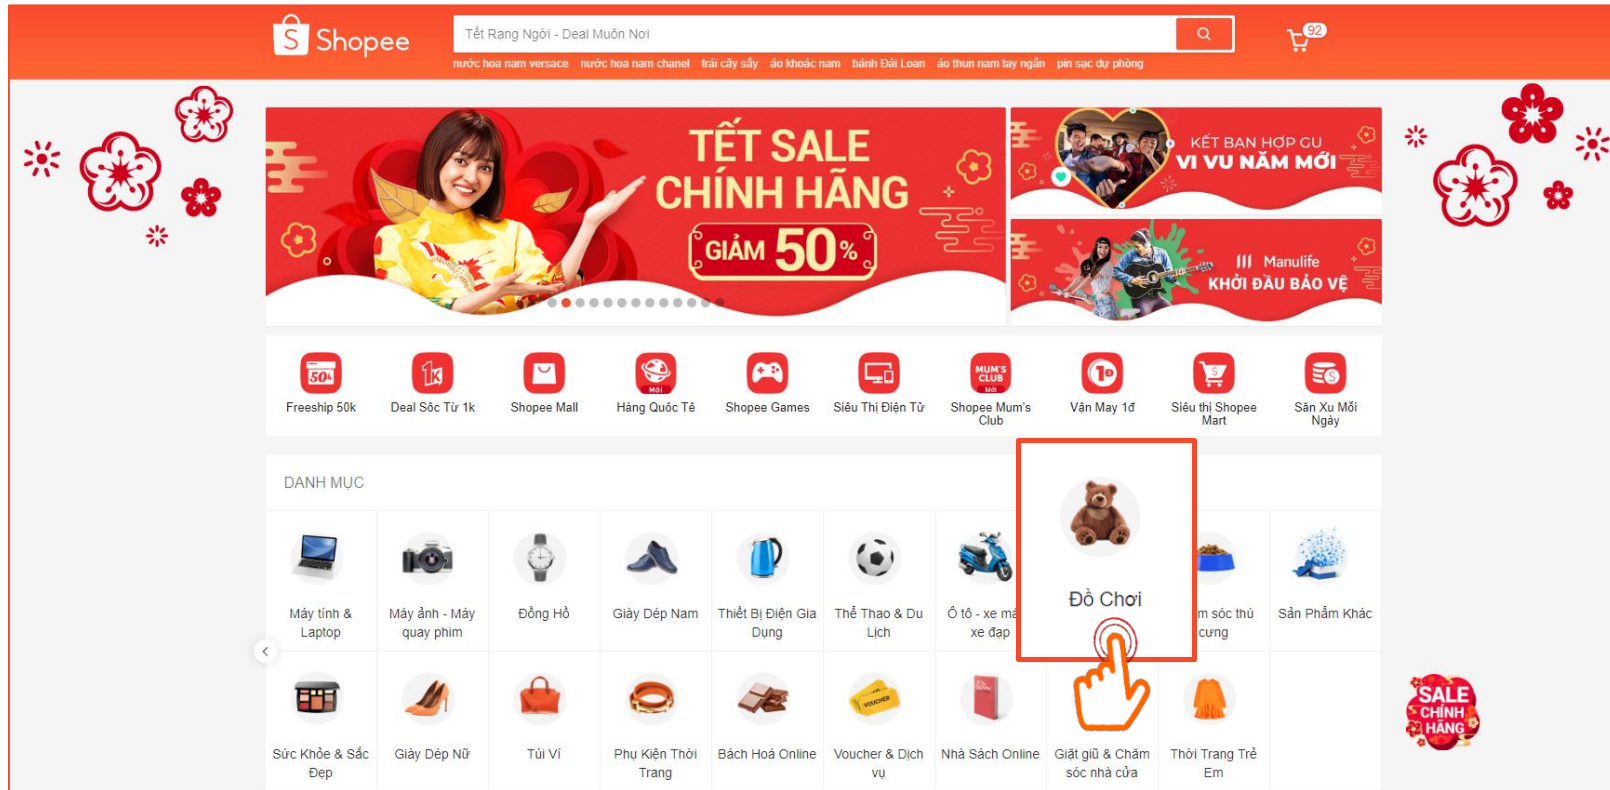 Shopee
Tết Rạng Ngời - Deal Muôn Nơi
92
nước hoa nam versace nước hoa nam chanel trái cây sấy áo khoác nam bánh Đài Loan áo thun nam tay ngắn pin sạc dự phòng
TẾT SALE
CHÍNH HÃNG
GIẢM 50%
KẾT BẠN HỢP GU
VI VU NĂM MỚI
Manulife
KHỞI ĐẦU BẢO VỆ
Freeship 50k
Deal Sốc Từ 1k
Shopee Mall
Mới
Hàng Quốc Tế
Shopee Games
Siêu Thị Điện Tử
MUM'S
CLUB
Mới
Shopee Mum's
Club
Vận May 1đ
Siêu thị Shopee
Mart
Săn Xu Mỗi
Ngày
DANH MỤC
Máy tính &
Laptop
Máy ảnh - Máy
quay phim
Đồng Hồ
Giày Dép Nam
Thiết Bị Điện Gia
Dụng
Thể Thao & Du
Lịch
Ô tô - xe má
xe đạp
Đồ Chơi
m sóc thú
cưng
Sản Phẩm Khác
Sức Khỏe & Sắc
Đẹp
Giày Dép Nữ
Túi Ví
Phụ Kiện Thời
Trang
Bách Hoá Online
VOUCHER
Voucher & Dịch
vụ
Nhà Sách Online
Giặt giũ & Chăm
sóc nhà cửa
Thời Trang Trẻ
Em
SALE
CHÍNH
HÃNG